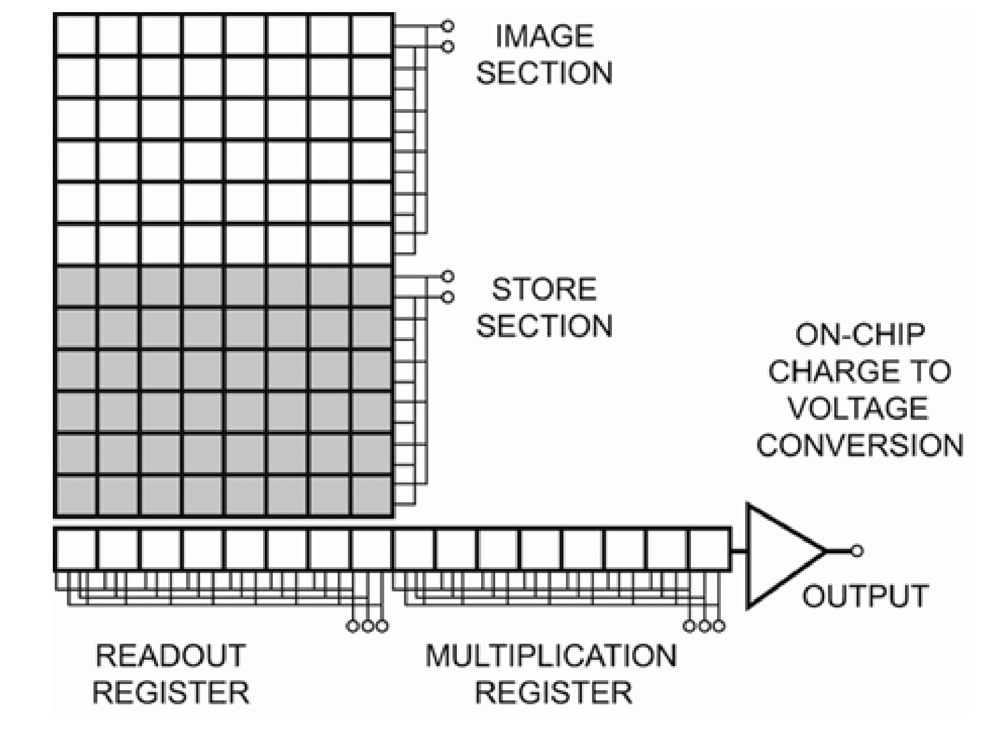 IMAGE
SECTION
STORE
SECTION
ON-CHIP
CHARGE TO
VOLTAGE
CONVERSION
OUTPUT
READOUT
REGISTER
MULTIPLICATION
REGISTER